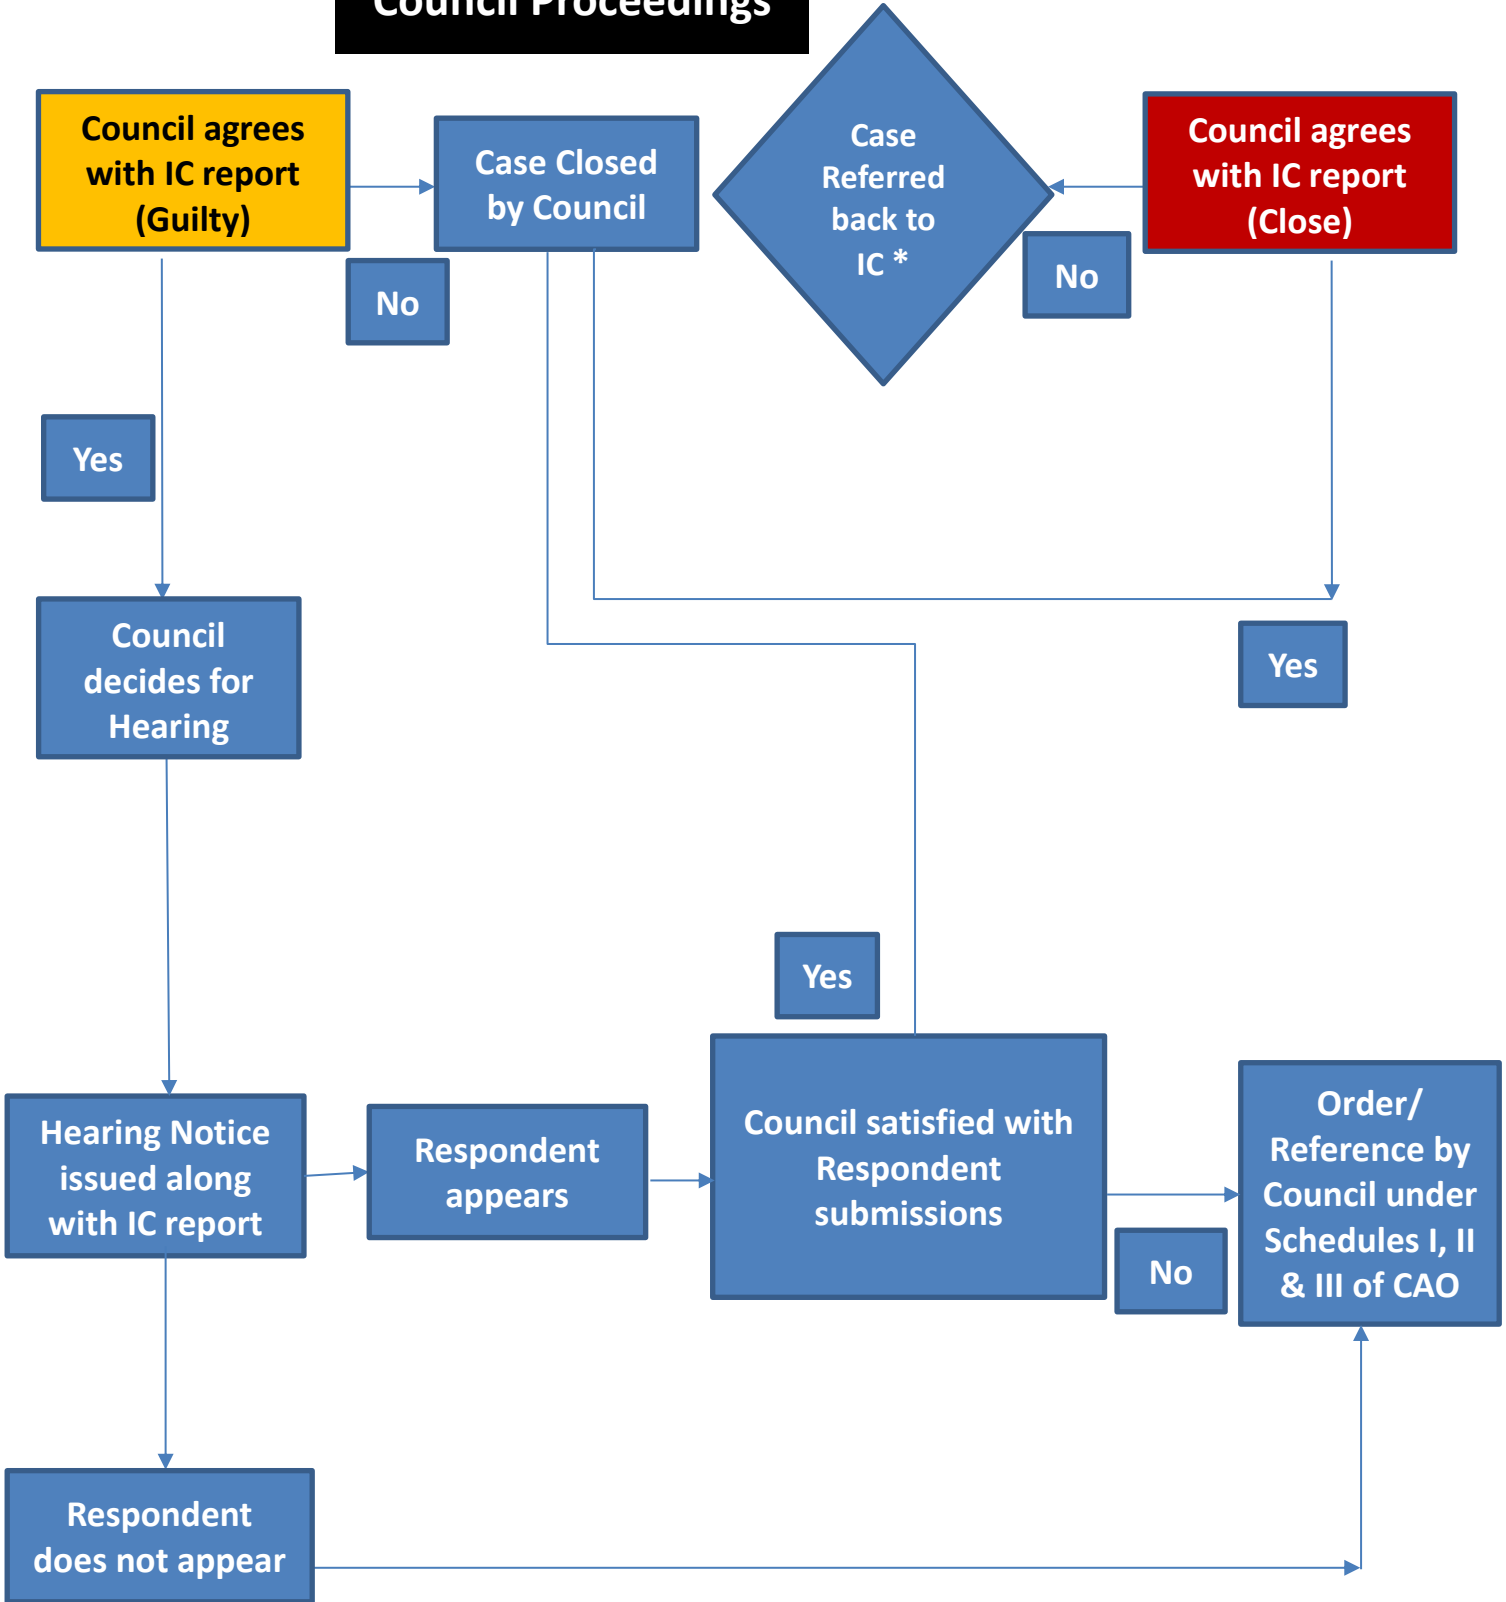 Council Proceedings
Council agrees
with IC report
(Guilty)
Case Closed
by Council
Case
Referred
back to
IC *
Council agrees
with IC report
(Close)
No
No
Yes
Council
decides for
Hearing
Yes
Yes
Hearing Notice
issued along
with IC report
Respondent
appears
Council satisfied with
Respondent
submissions
No
Order/
Reference by
Council under
Schedules I, II
& III of CAO
Respondent
does not appear